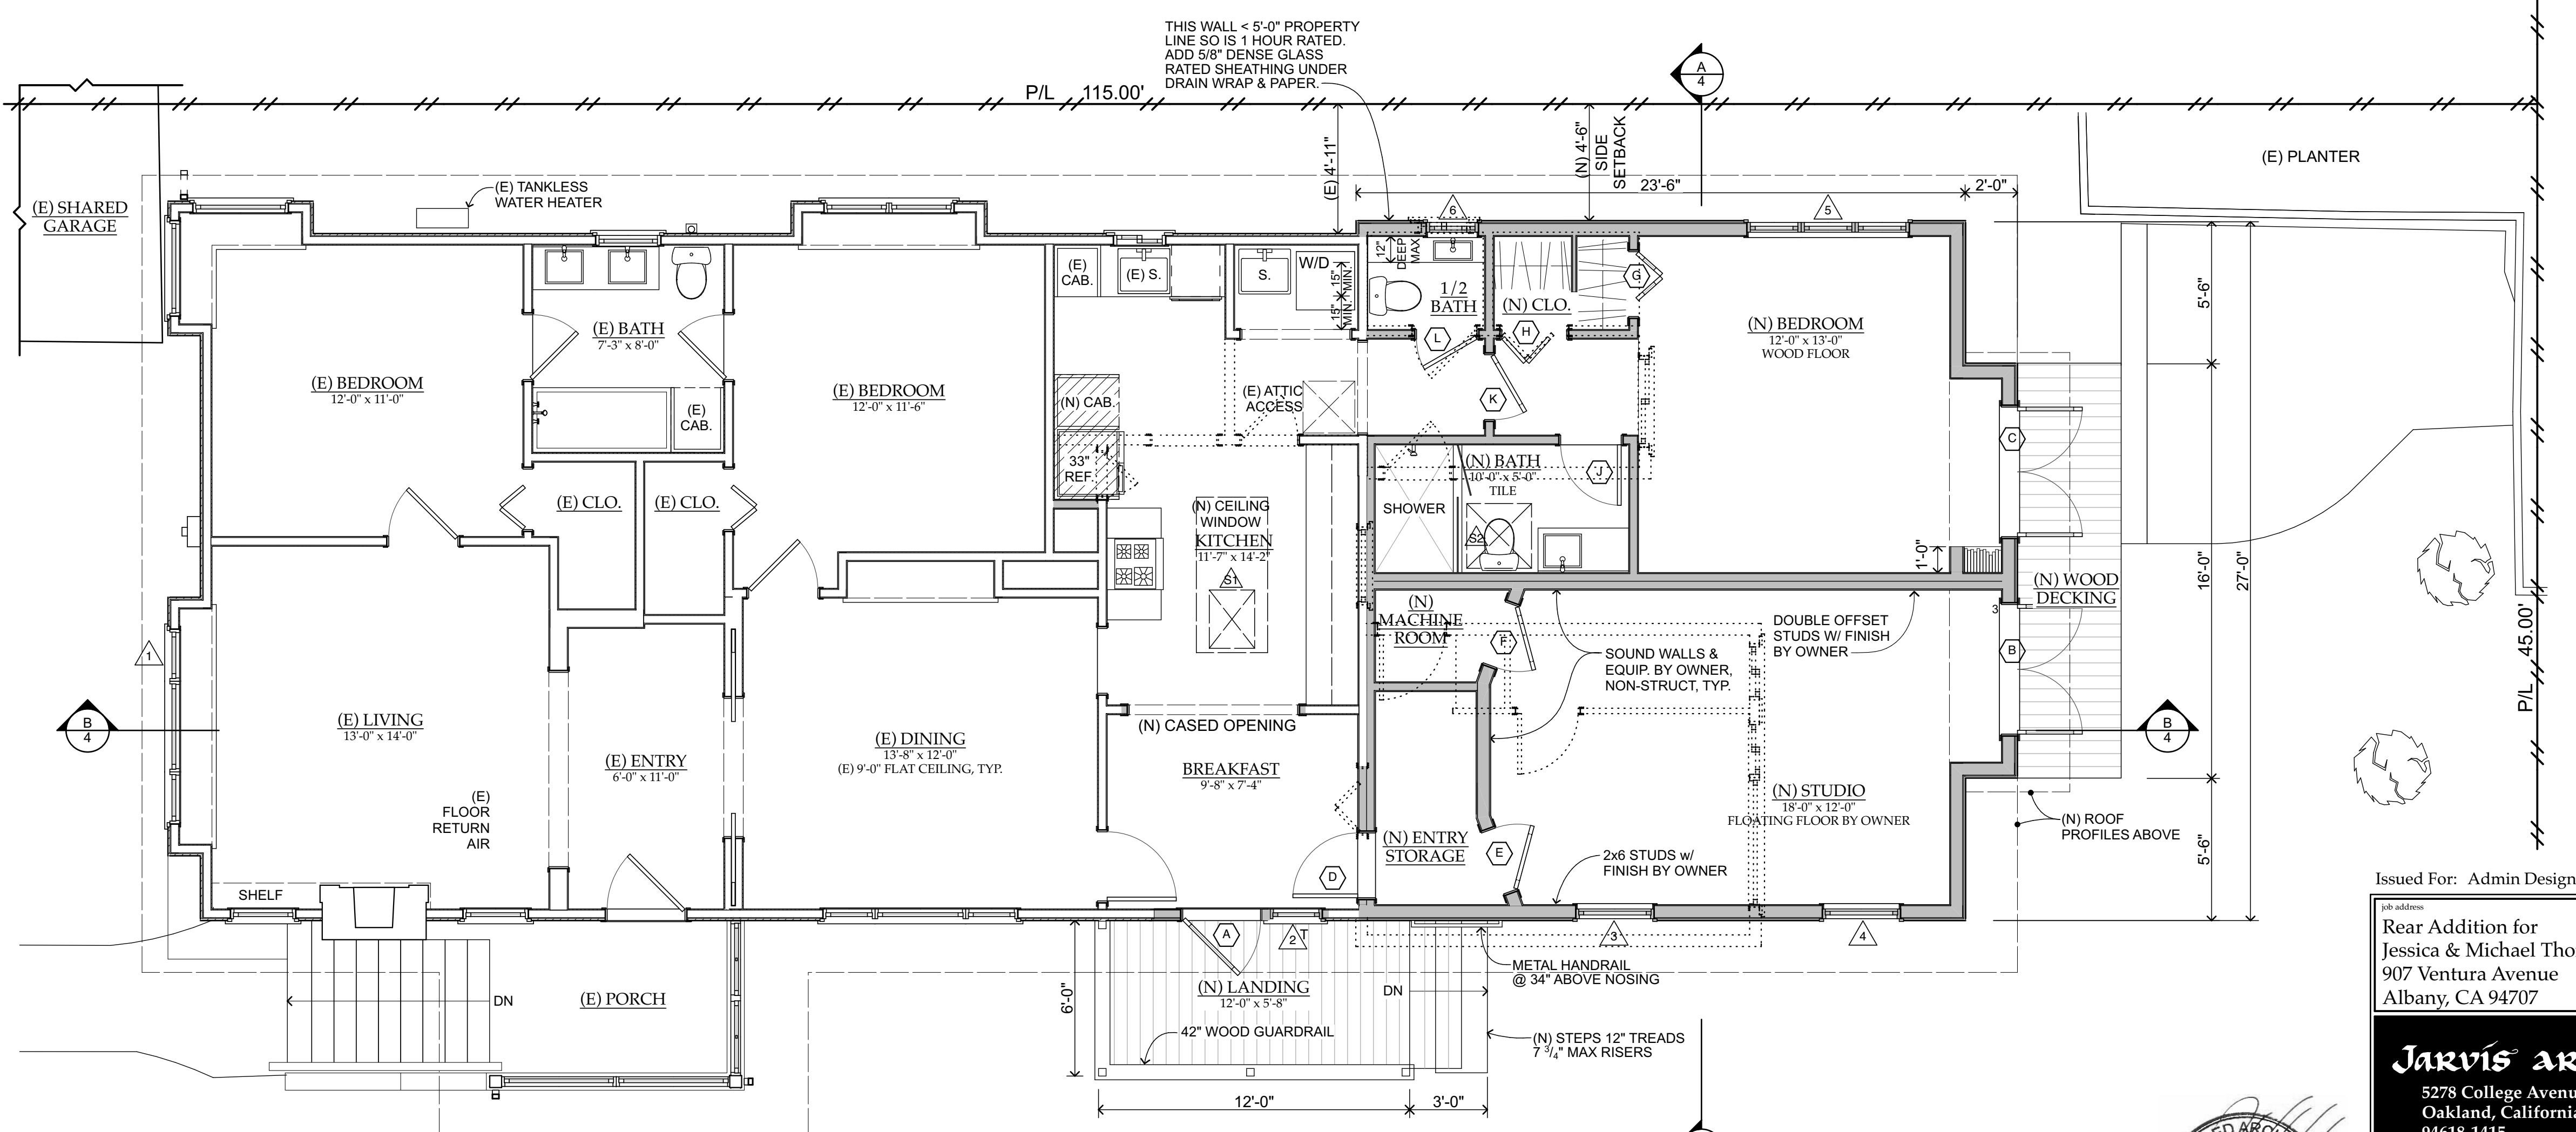 THIS WALL < 5'-0" PROPERTY
LINE SO IS 1 HOUR RATED.
ADD 5/8" DENSE GLASS
RATED SHEATHING UNDER
DRAIN WRAP & PAPER.
P/L 115.00'
A
4
(E) 4'-11"
(N) 4'-6"
SIDE
SETBACK
23'-6"
2'-0"
(E) PLANTER
(E) SHARED
GARAGE
(E) TANKLESS
WATER HEATER
6
5
(E)
CAB.
(E) S.
S.
W/D
15"
MIN.
15"
MIN.
12"
DEEP
MAX
1/2
BATH
(N) CLO.
G
H
L
K
(N) BEDROOM
12'-0" x 13'-0"
WOOD FLOOR
5'-6"
(E) BATH
7'-3" x 8'-0"
(E) BEDROOM
12'-0" x 11'-0"
(E)
CAB.
(E) BEDROOM
12'-0" x 11'-6"
(N) CAB.
(E) ATTIC
ACCESS
33"
REF.
(E) CLO.
(E) CLO.
(N) CEILING
WINDOW
KITCHEN
11'-7" x 14'-2"
S1
(N) BATH
10'-0" x 5'-0"
TILE
SHOWER
S2
J
C
1'-0"
(N) WOOD
DECKING
16'-0"
27'-0"
P/L 45.00'
(N)
MACHINE
ROOM
F
SOUND WALLS &
EQUIP. BY OWNER,
NON-STRUCT, TYP.
DOUBLE OFFSET
STUDS W/ FINISH
BY OWNER
3
B
1
B
4
(E) LIVING
13'-0" x 14'-0"
(E) ENTRY
6'-0" x 11'-0"
(E) DINING
13'-8" x 12'-0"
(E) 9'-0" FLAT CEILING, TYP.
(N) CASED OPENING
BREAKFAST
9'-8" x 7'-4"
B
4
(E)
FLOOR
RETURN
AIR
SHELF
(N) STUDIO
18'-0" x 12'-0"
FLOATING FLOOR BY OWNER
(N) ENTRY
STORAGE
E
D
2x6 STUDS w/
FINISH BY OWNER
(N) ROOF
PROFILES ABOVE
5'-6"
A
2
T
3
4
METAL HANDRAIL
@ 34" ABOVE NOSING
DN
(E) PORCH
6'-0"
(N) LANDING
12'-0" x 5'-8"
DN
42" WOOD GUARDRAIL
(N) STEPS 12" TREADS
7 3/4" MAX RISERS
12'-0"
3'-0"
Issued For: Admin Design
job address
Rear Addition for
Jessica & Michael Tho
907 Ventura Avenue
Albany, CA 94707
Jarvis AR
5278 College Avenu
Oakland, California
94618-1415